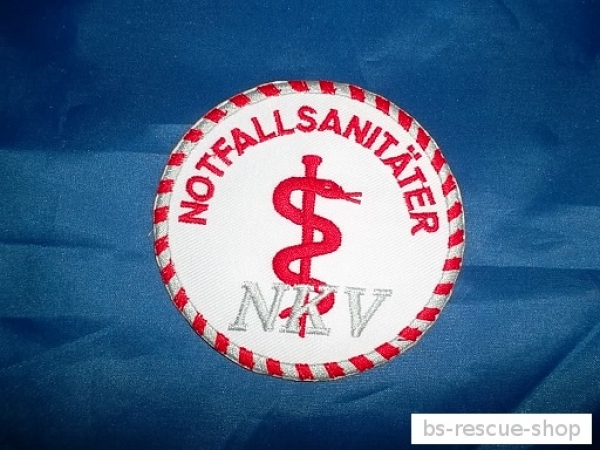 NOTFALLSANITÄTER
NKV
bs-rescue-shop